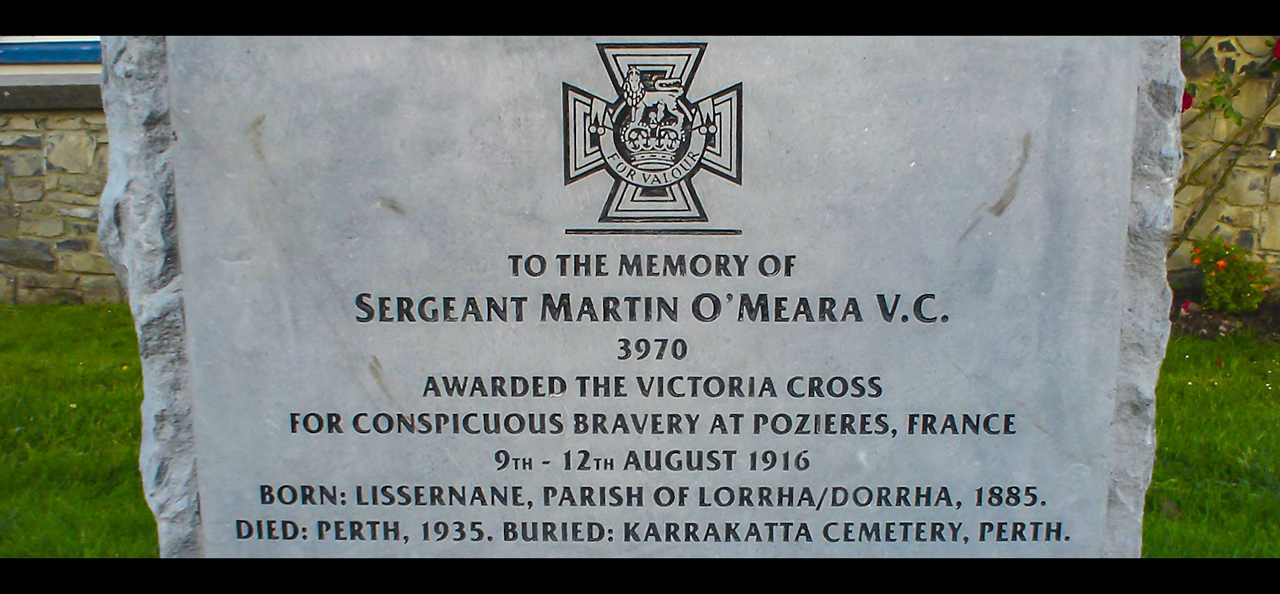 FOR VALOUR
TO THE MEMORY OF
SERGEANT MARTIN O'MEARA V.C.
3970
AWARDED THE VICTORIA CROSS
FOR CONSPICUOUS BRAVERY AT POZIERES, FRANCE
9TH - 12TH AUGUST 1916
BORN: LISSERNANE, PARISH OF LORRHA/DORRHA, 1885.
DIED: PERTH, 1935. BURIED: KARRAKATTA CEMETERY, PERTH.